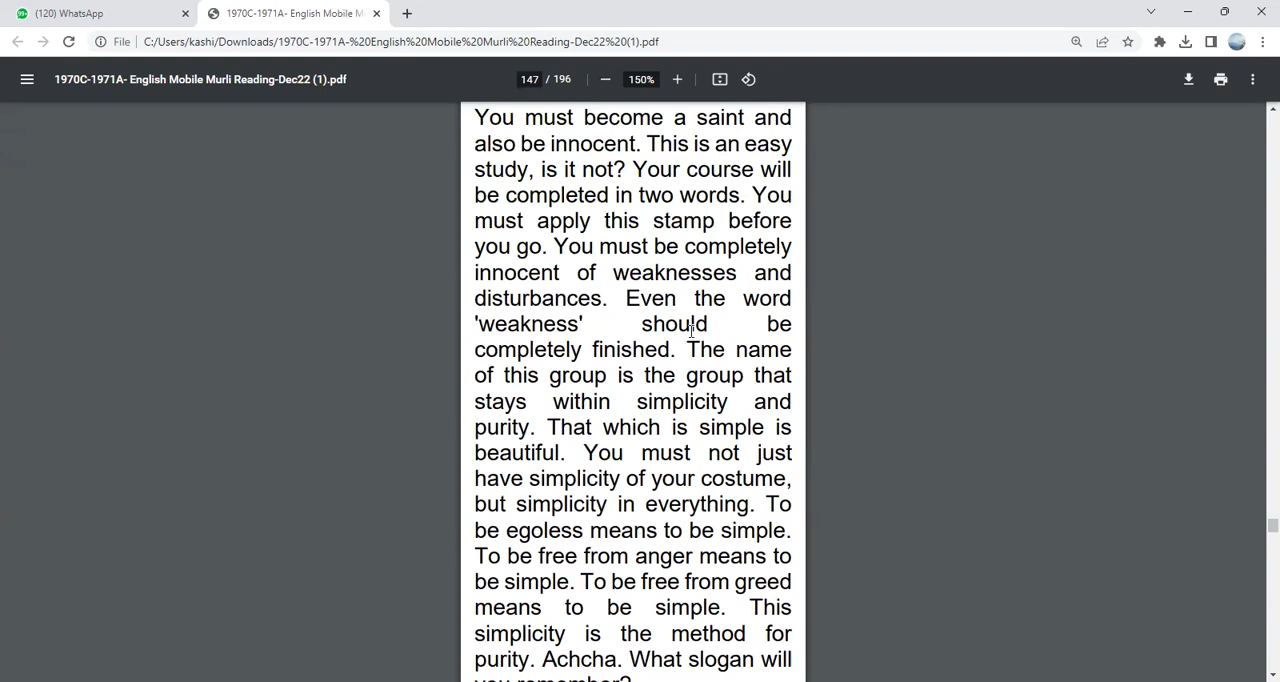 (120) WhatsApp
1970C-1971A- English Mobile M
File
C:/Users/kashi/Downloads/1970C-1971A-%20English%20Mobile%20Murli%20Reading-Dec22%20(1).pdf
1970C-1971A- English Mobile Murli Reading-Dec22 (1).pdf
147 / 196
150%
You must become a saint and
also be innocent. This is an easy
study, is it not? Your course will
be completed in two words. You
must apply this stamp before
you go. You must be completely
innocent of weaknesses and
disturbances. Even the word
'weakness' should be
completely finished. The name
of this group is the group that
stays within simplicity and
purity. That which is simple is
beautiful. You must not just
have simplicity of your costume,
but simplicity in everything. To
be egoless means to be simple.
To be free from anger means to
be simple. To be free from greed
means to be simple. This
simplicity is the method for
purity. Achcha. What slogan will
you remember?